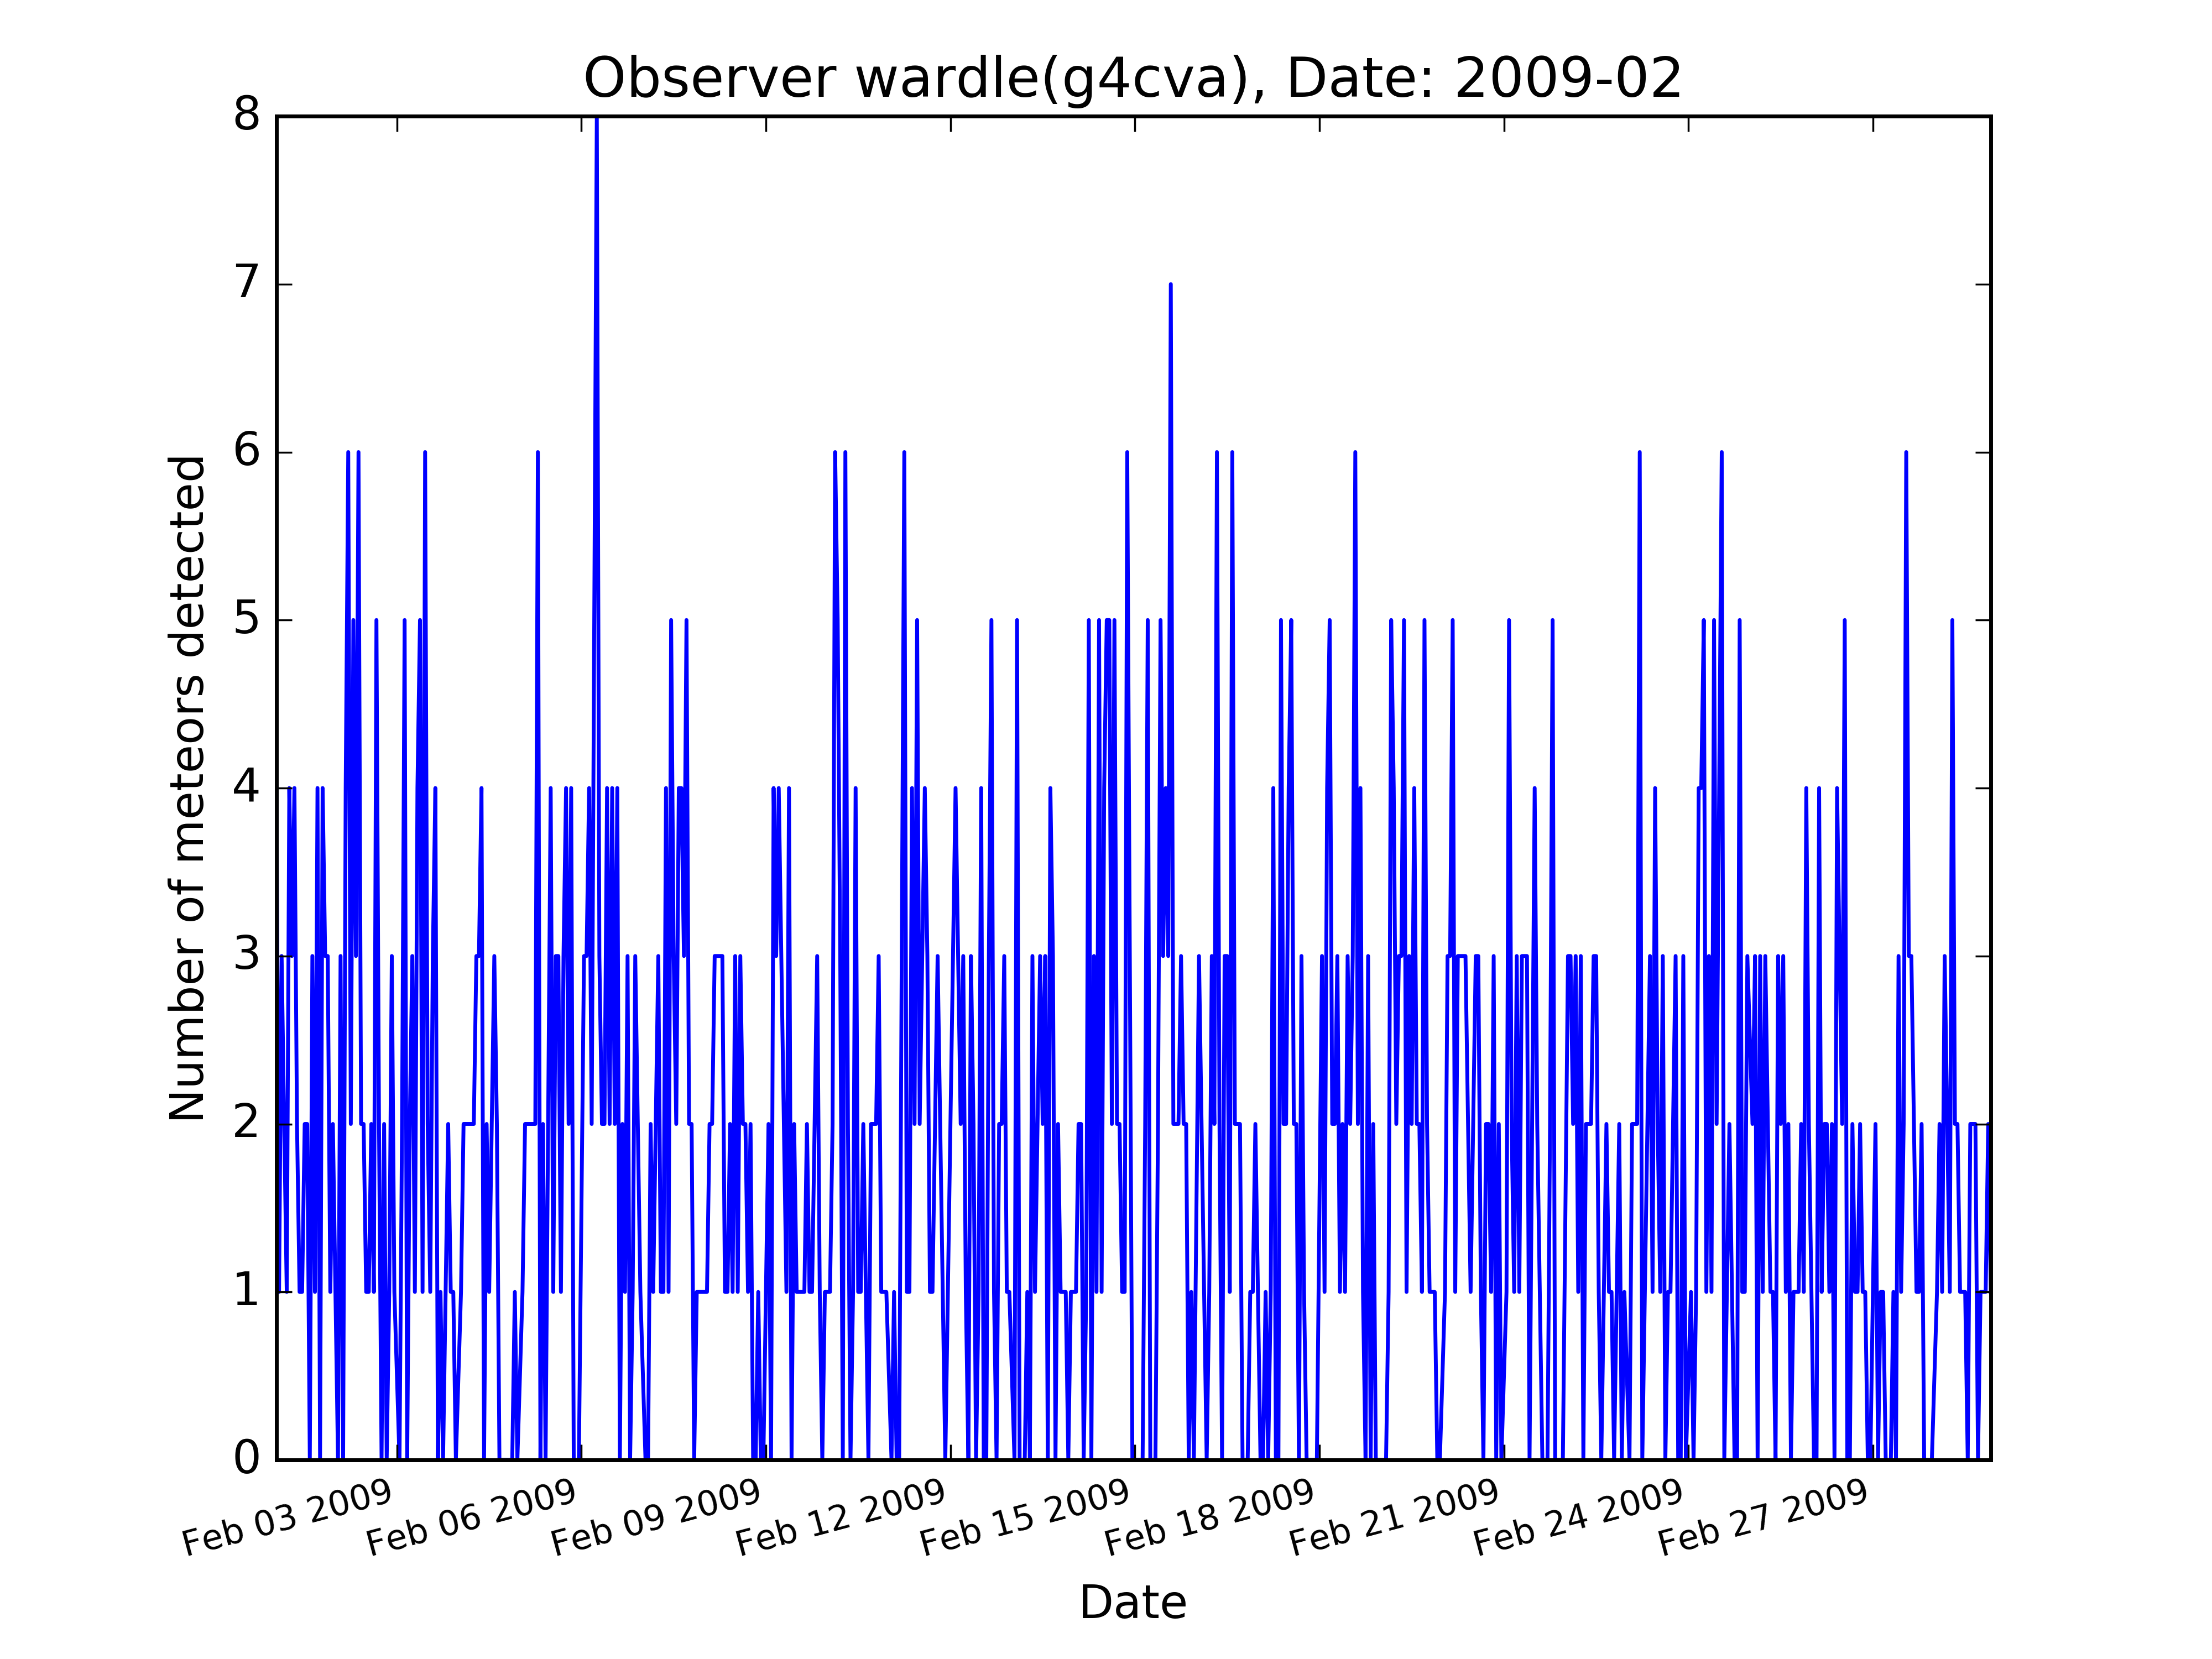 Observer wardle(g4cva), Date: 2009-02
8
7
6
5
4
3
2
1
0
Number of meteors detected
Feb 03 2009
Feb 06 2009
Feb 09 2009
Feb 12 2009
Feb 15 2009
Feb 18 2009
Feb 21 2009
Feb 24 2009
Feb 27 2009
Date